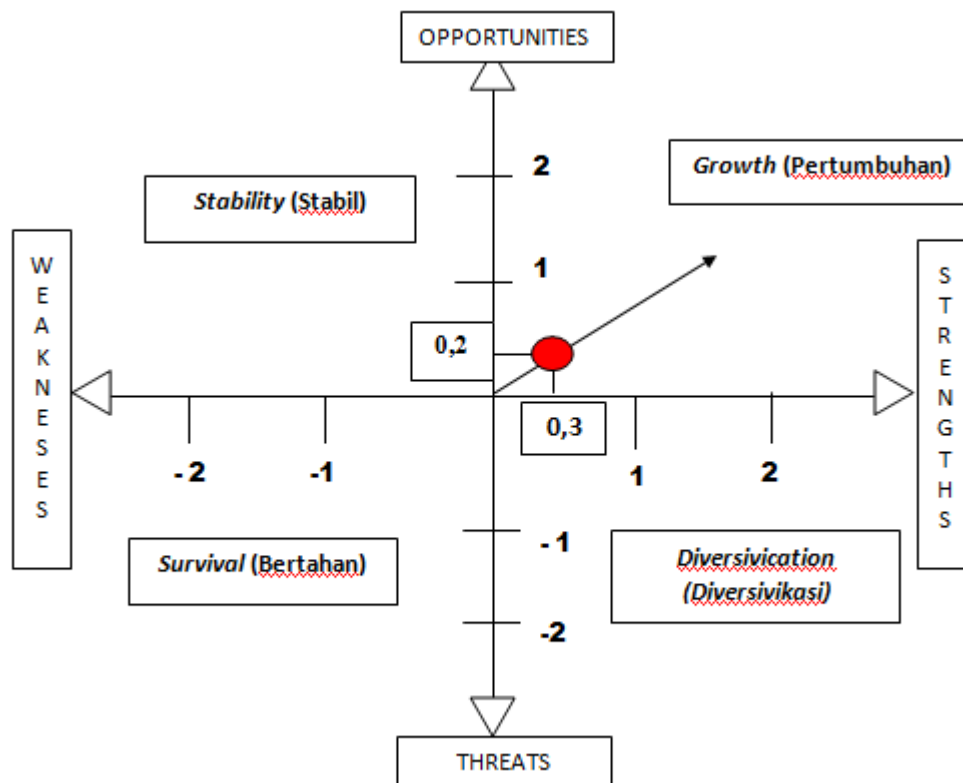 OPPORTUNITIES
2
Growth (Pertumbuhan)
Stability (Stabil)
W
E
A
K
N
E
S
E
S
1
S
T
R
E
N
G
T
H
S
0,2
0,3
- 2
-1
1
2
- 1
Survival (Bertahan)
Diversivication
(Diversivikasi)
-2
THREATS